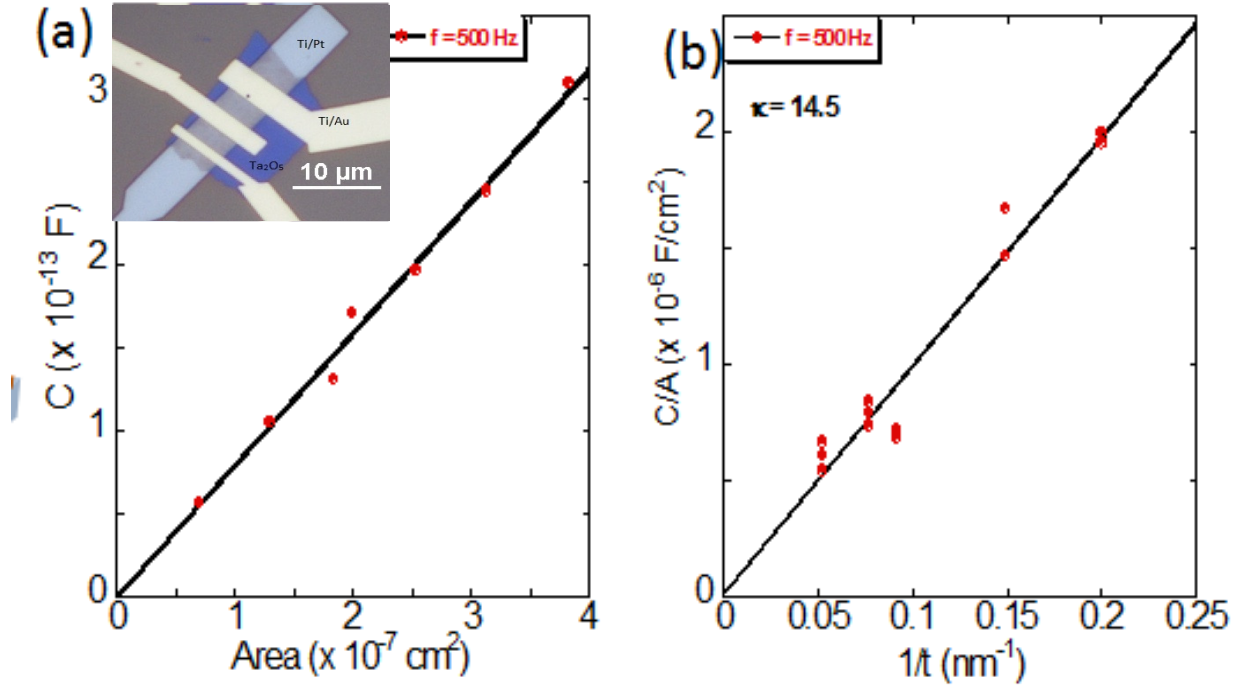 (a)
Ti/Pt
Ti/Au
Ta₂O₅
10 µm
f = 500 Hz
3
2
1
0
C (x 10⁻¹³ F)
0 1 2 3 4
Area (x 10⁻⁷ cm²)
(b)
f = 500 Hz
κ = 14.5
2
1
0
C/A (x 10⁻⁶ F/cm²)
0 0.05 0.1 0.15 0.2 0.25
1/t (nm⁻¹)